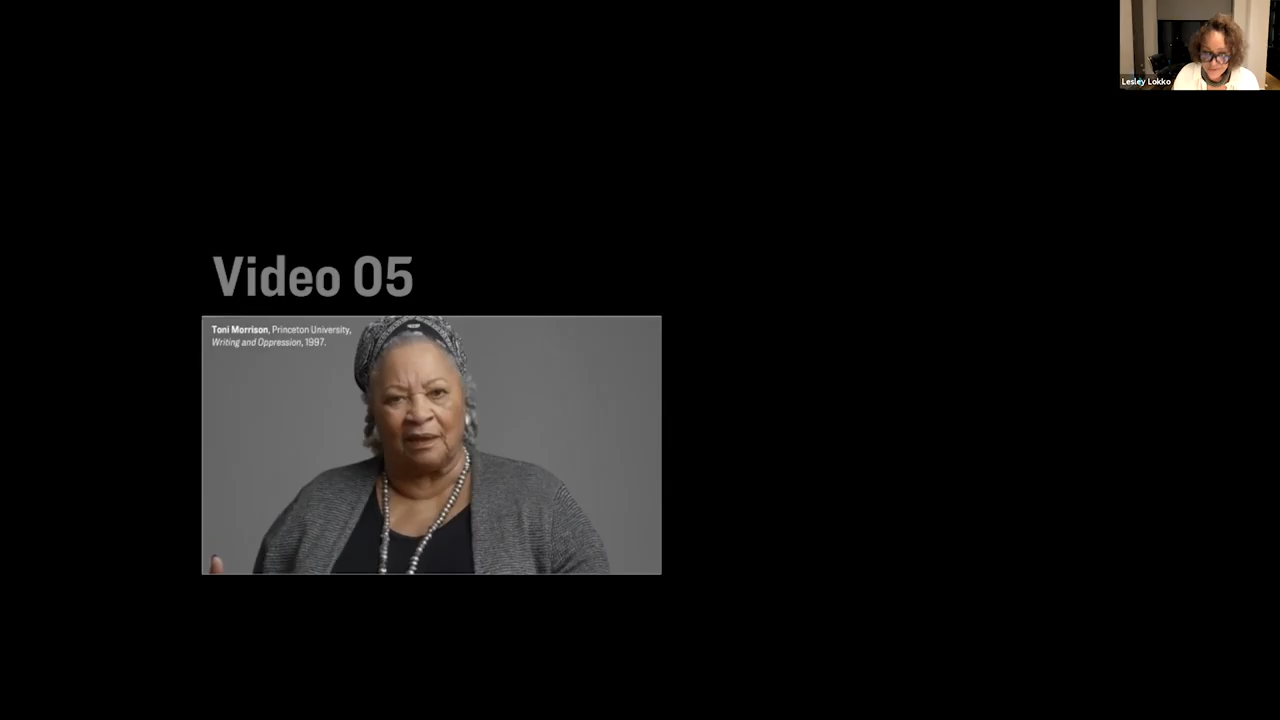 Lesley Lokko
Video 05
Toni Morrison, Princeton University,
Writing and Oppression, 1997.